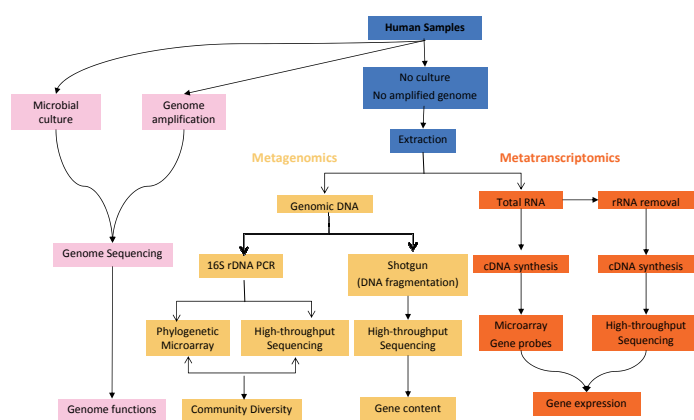 Human Samples
No culture
No amplified genome
Microbial
culture
Genome
amplification
Extraction
Metagenomics
Metatranscriptomics
Genomic DNA
Total RNA
rRNA removal
Genome Sequencing
16S rDNA PCR
Shotgun
(DNA fragmentation)
cDNA synthesis
cDNA synthesis
Phylogenetic
Microarray
High-throughput
Sequencing
High-throughput
Sequencing
Microarray
Gene probes
High-throughput
Sequencing
Genome functions
Community Diversity
Gene content
Gene expression